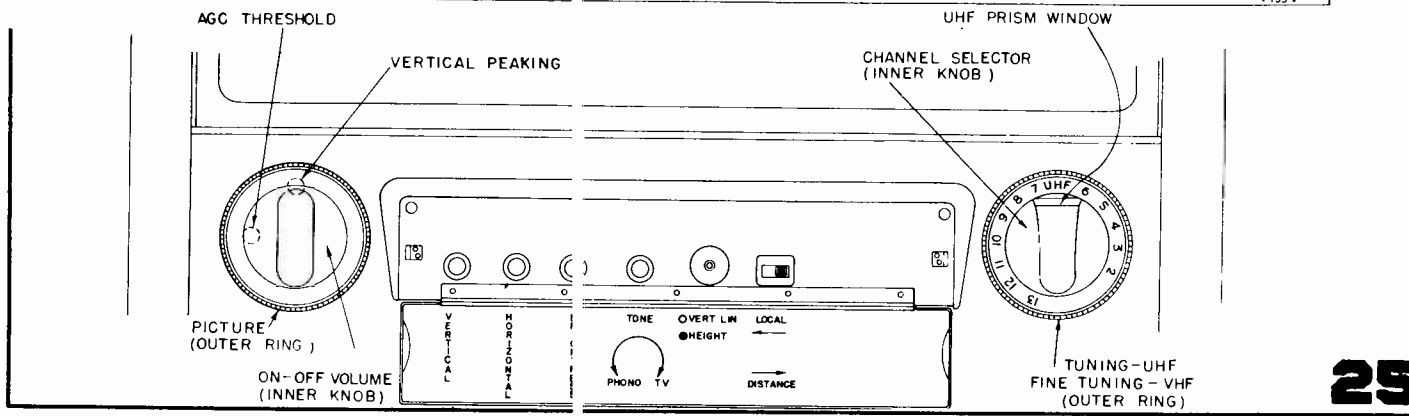 AGC THRESHOLD
VERTICAL PEAKING
UHF PRISM WINDOW
CHANNEL SELECTOR
(INNER KNOB)
7 UHF 6
8 5
9 4
10 3
11 2
12
13
VERTICAL
HORIZONTAL
TONE
VERT LIN
HEIGHT
LOCAL
PHONO TV
DISTANCE
PICTURE
(OUTER RING)
ON-OFF VOLUME
(INNER KNOB)
TUNING-UHF
FINE TUNING-VHF
(OUTER RING)
25